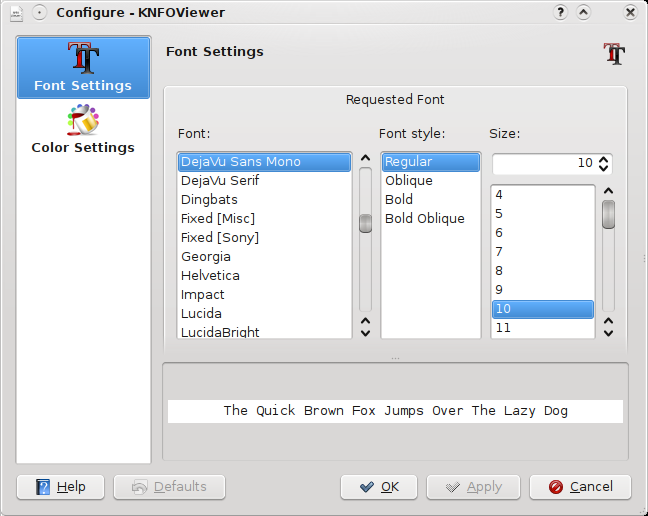 Configure - KNFOViewer
Font Settings
Color Settings
Font Settings
Requested Font
Font:
DejaVu Sans Mono
DejaVu Serif
Dingbats
Fixed [Misc]
Fixed [Sony]
Georgia
Helvetica
Impact
Lucida
LucidaBright
Font style:
Regular
Oblique
Bold
Bold Oblique
Size:
10
4
5
6
7
8
9
10
11
The Quick Brown Fox Jumps Over The Lazy Dog
Help
Defaults
OK
Apply
Cancel